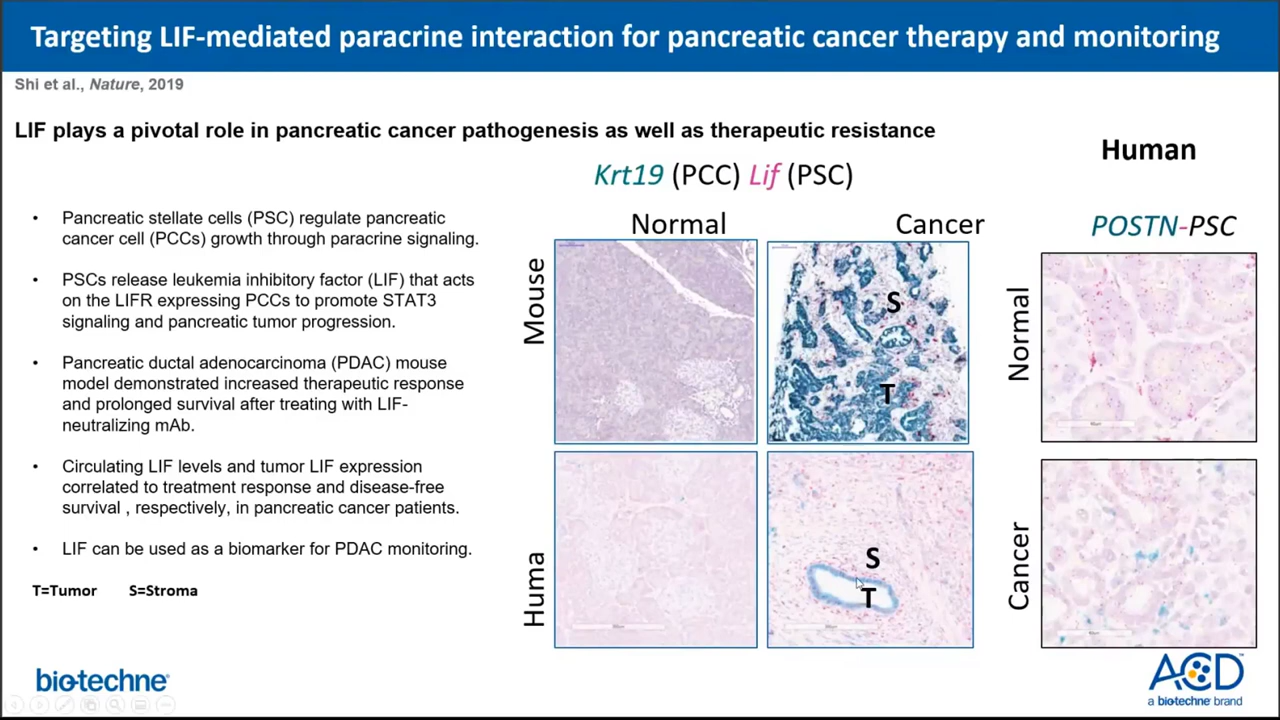 Targeting LIF-mediated paracrine interaction for pancreatic cancer therapy and monitoring
Shi et al., Nature, 2019
LIF plays a pivotal role in pancreatic cancer pathogenesis as well as therapeutic resistance
• Pancreatic stellate cells (PSC) regulate pancreatic
cancer cell (PCCs) growth through paracrine signaling.
• PSCs release leukemia inhibitory factor (LIF) that acts
on the LIFR expressing PCCs to promote STAT3
signaling and pancreatic tumor progression.
• Pancreatic ductal adenocarcinoma (PDAC) mouse
model demonstrated increased therapeutic response
and prolonged survival after treating with LIF-
neutralizing mAb.
• Circulating LIF levels and tumor LIF expression
correlated to treatment response and disease-free
survival , respectively, in pancreatic cancer patients.
• LIF can be used as a biomarker for PDAC monitoring.
T=Tumor S=Stroma
Krt19 (PCC) Lif (PSC)
Normal Cancer
Mouse
S
T
Huma
S
T
Human
POSTN-PSC
Normal
Cancer
bio-techne®
ACD™
a biotechne brand